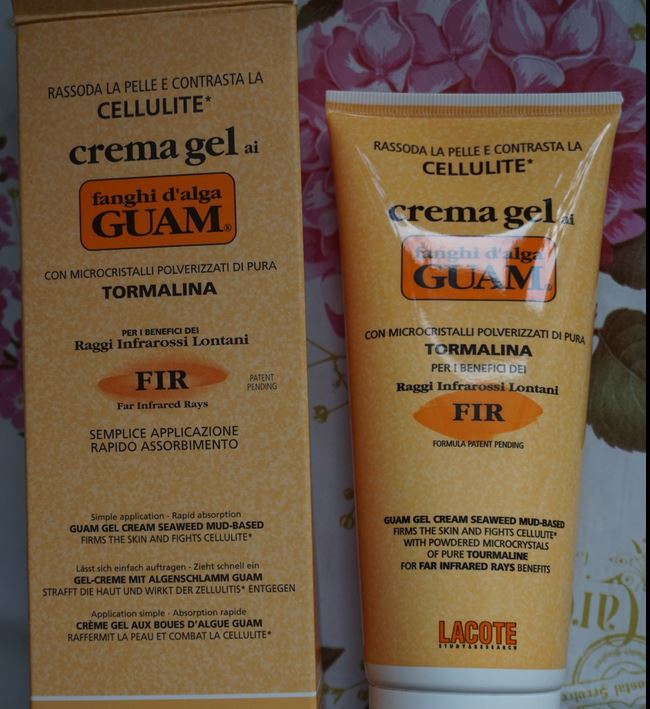 RASSODA LA PELLE E CONTRASTA LA
CELLULITE*
crema gel ai
fanghi d'alga
GUAM®
CON MICROCRISTALLI POLVERIZZATI DI PURA
TORMALINA
PER I BENEFICI DEI
Raggi Infrarossi Lontani
FIR
PATENT
PENDING
Far Infrared Rays
SEMPLICE APPLICAZIONE
RAPIDO ASSORBIMENTO
Simple application - Rapid absorption
GUAM GEL CREAM SEAWEED MUD-BASED
FIRMS THE SKIN AND FIGHTS CELLULITE*
Lässt sich einfach auftragen - Zieht schnell ein
GEL-CREME MIT ALGENSCHLAMM GUAM
STRAFFT DIE HAUT UND WIRKT DER ZELLULITIS* ENTGEGEN
Application simple - Absorption rapide
CRÈME GEL AUX BOUES D'ALGUE GUAM
RAFFERMIT LA PEAU ET COMBAT LA CELLULITE*
RASSODA LA PELLE E CONTRASTA LA
CELLULITE*
crema gel ai
fanghi d'alga
GUAM®
CON MICROCRISTALLI POLVERIZZATI DI PURA
TORMALINA
PER I BENEFICI DEI
Raggi Infrarossi Lontani
FIR
FORMULA PATENT PENDING
GUAM GEL CREAM SEAWEED MUD-BASED
FIRMS THE SKIN AND FIGHTS CELLULITE*
WITH POWDERED MICROCRYSTALS
OF PURE TOURMALINE
FOR FAR INFRARED RAYS BENEFITS
LACOTE
STUDY&RESEARCH